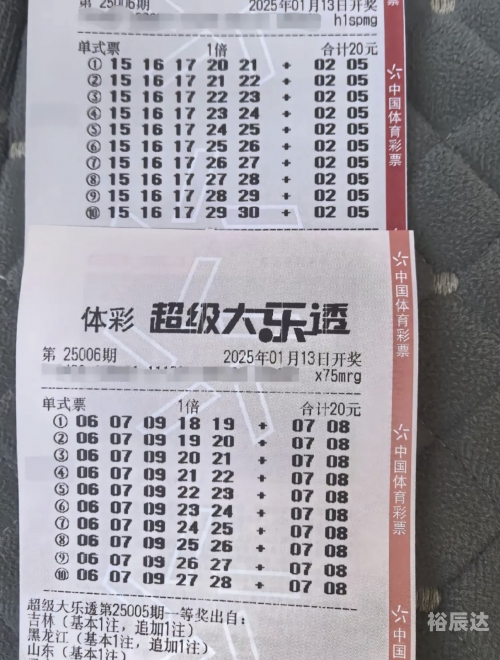 第 25006期 2025年01月13日开奖
h1spmg
单式票 1倍 合计20元
① 15 16 17 20 21 + 02 05
② 15 16 17 21 22 + 02 05
③ 15 16 17 22 23 + 02 05
④ 15 16 17 23 24 + 02 05
⑤ 15 16 17 24 25 + 02 05
⑥ 15 16 17 25 26 + 02 05
⑦ 15 16 17 26 27 + 02 05
⑧ 15 16 17 27 28 + 02 05
⑨ 15 16 17 28 29 + 02 05
⑩ 15 16 17 29 30 + 02 05
票
中国体育彩票
体彩 超级大乐透
第 25006期 2025年01月13日开奖
x75mrg
单式票 1倍 合计20元
① 06 07 09 18 19 + 07 08
② 06 07 09 19 20 + 07 08
③ 06 07 09 20 21 + 07 08
④ 06 07 09 21 22 + 07 08
⑤ 06 07 09 22 23 + 07 08
⑥ 06 07 09 23 24 + 07 08
⑦ 06 07 09 24 25 + 07 08
⑧ 06 07 09 25 26 + 07 08
⑨ 06 07 09 26 27 + 07 08
⑩ 06 07 09 27 28 + 07 08
超级大乐透第25005期一等奖出自:
吉林(基本1注,追加1注)
黑龙江(基本1注,追加1注)
山东(基本1注,追加1注)
中国体育彩票
中国体育彩票
中国
裕辰达